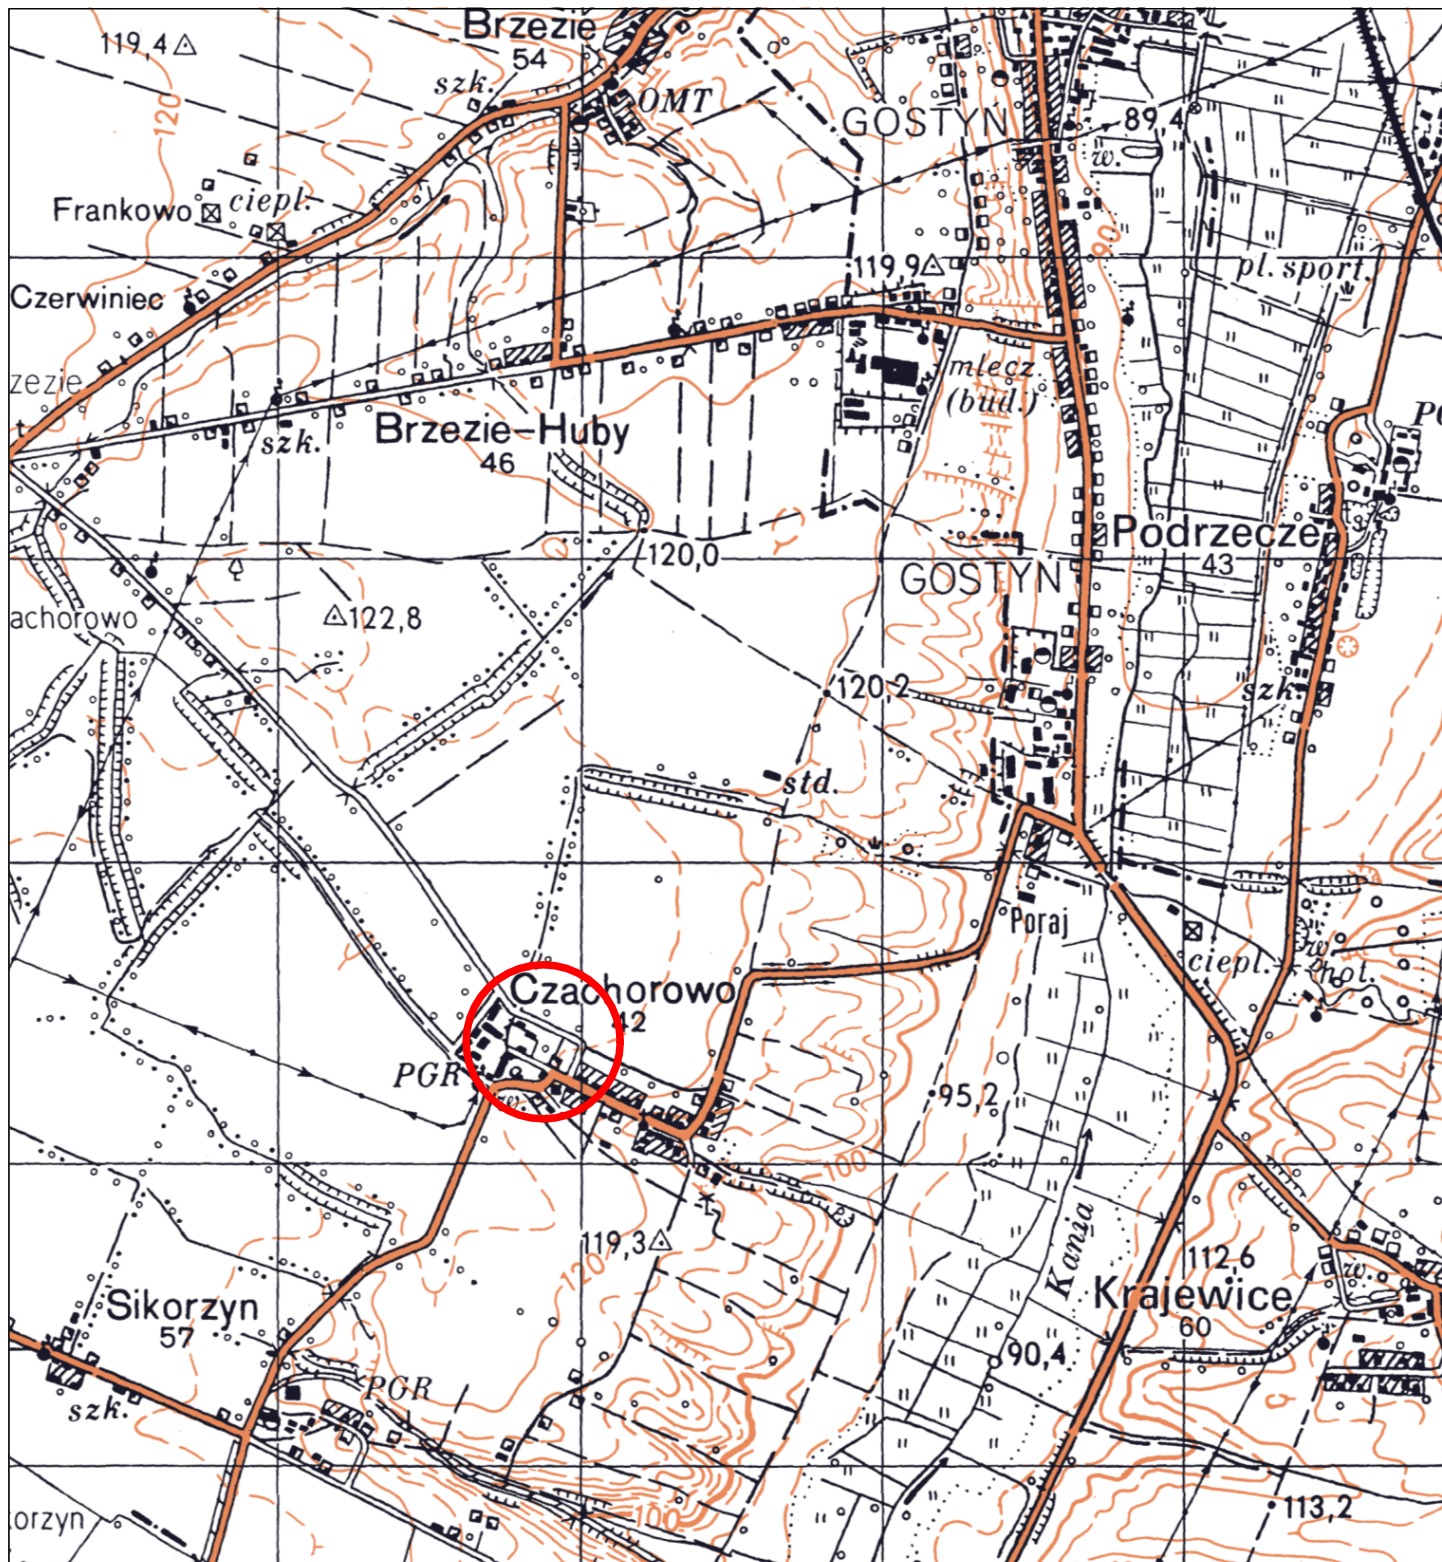 Brzezie
54
119,4
szk.
OMT
120
GOSTYŃ
89,4
w.
Frankowo
ciepl.
90
119,9
pl. sport.
Czerwiniec
zezie
mlecz.
(bud.)
szk.
Brzezie-Huby
46
Podrzecze
43
120,0
GOSTYŃ
achorowo
122,8
120,2
szk.
std.
Poraj
ciepl.
w.
hot.
Czachorowo
42
PGR
w.
95,2
100
Kania
119,3
120
112,6
w.
Krajewice
60
Sikorzyn
57
90,4
PGR
szk.
100
113,2
orzyn